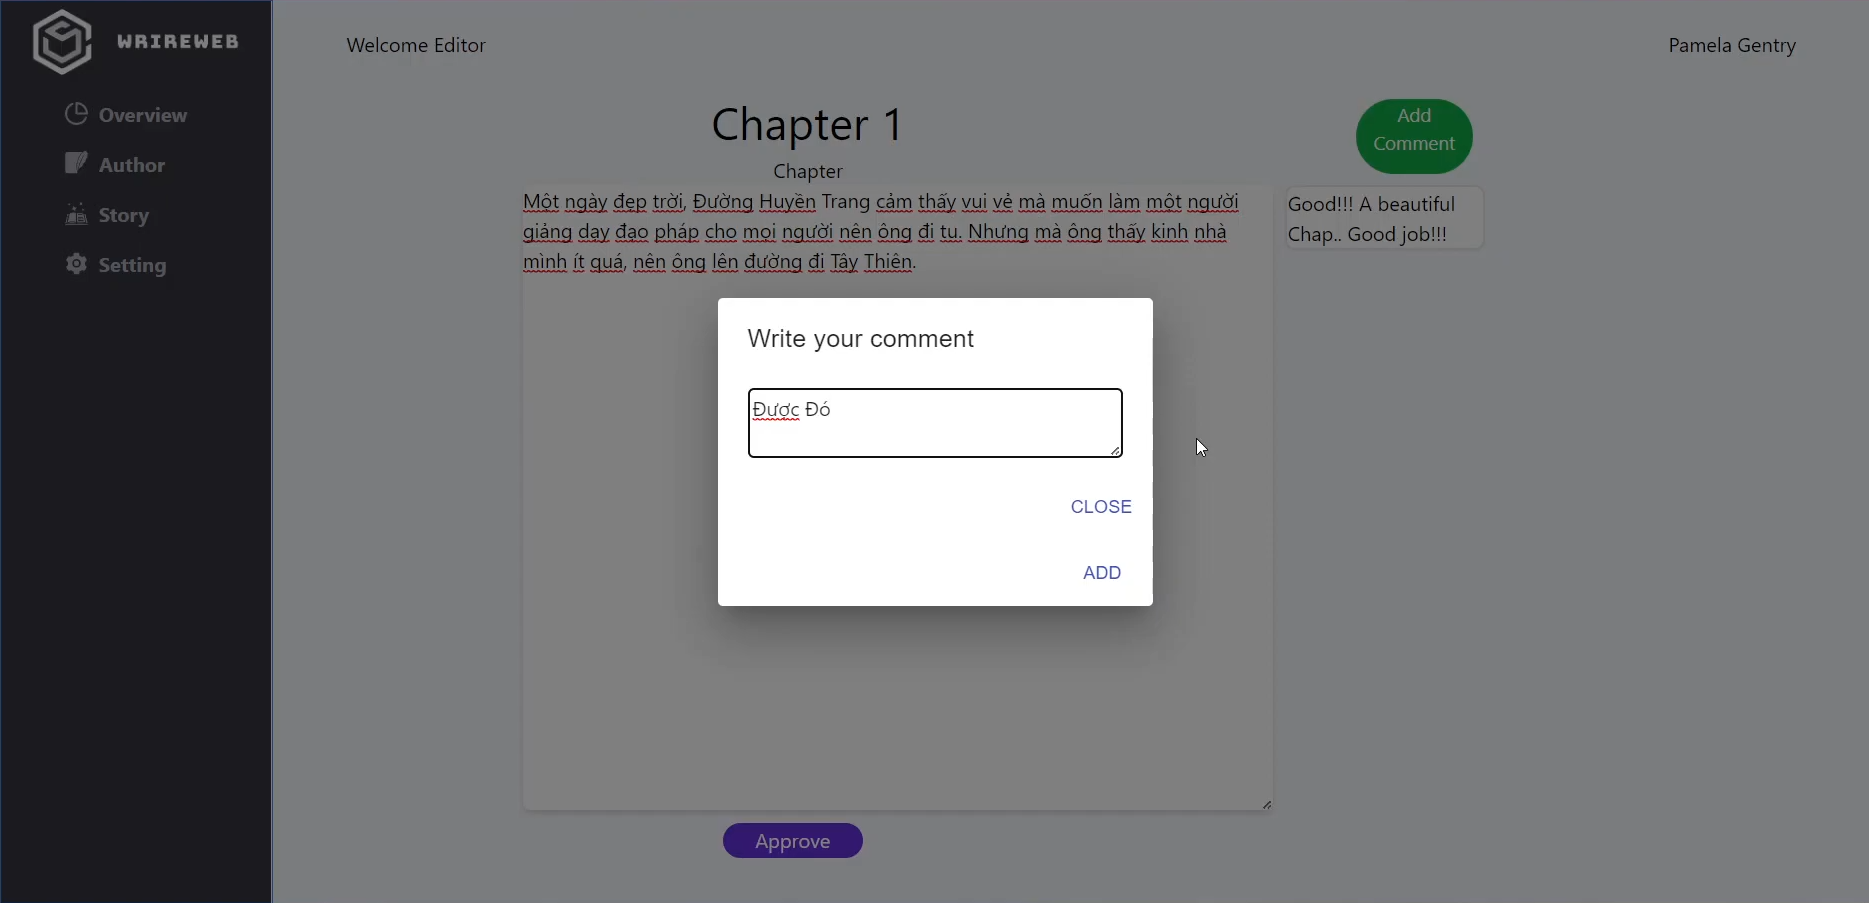 WRIREWEB
Welcome Editor
Pamela Gentry
Overview
Author
Story
Setting
Chapter 1
Chapter
Add
Comment
Một ngày đẹp trời, Đường Huyền Trang cảm thấy vui vẻ mà muốn làm một người
giảng dạy đạo pháp cho mọi người nên ông đi tu. Nhưng mà ông thấy kinh nhà
mình ít quá, nên ông lên đường đi Tây Thiên.
Good!!! A beautiful
Chap.. Good job!!!
Write your comment
Được Đó
CLOSE
ADD
Approve